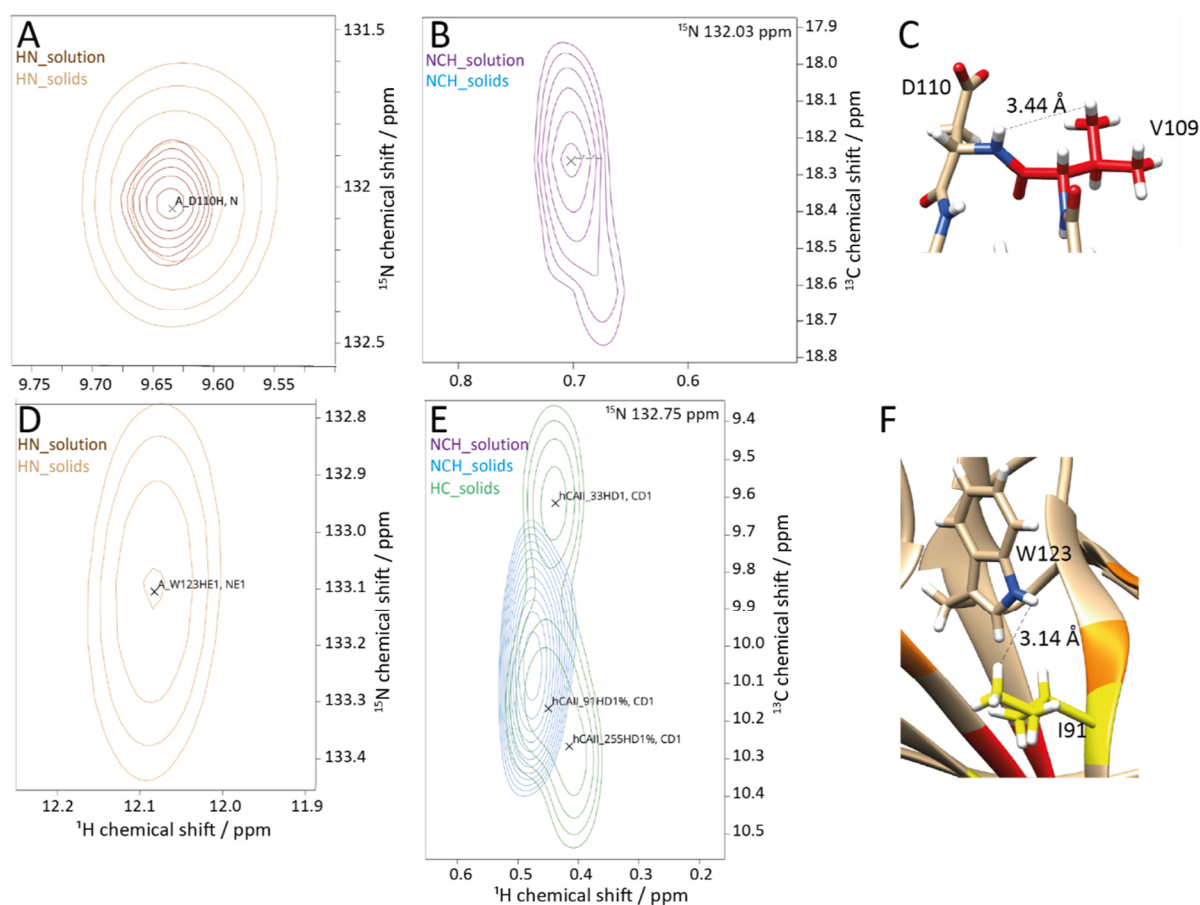 A
HN_solution
HN_solids
A_D110H, N
131.5
132
132.5
¹⁵N chemical shift / ppm
9.75
9.70
9.65
9.60
9.55
B
NCH_solution
NCH_solids
¹⁵N 132.03 ppm
17.9
18.0
18.1
18.2
18.3
18.4
18.5
18.6
18.7
18.8
¹³C chemical shift / ppm
0.8
0.7
0.6
C
D110
3.44 Å
V109
D
HN_solution
HN_solids
A_W123HE1, NE1
132.8
132.9
133.0
133.1
133.2
133.3
133.4
¹⁵N chemical shift / ppm
12.2
12.1
12.0
11.9
¹H chemical shift / ppm
E
NCH_solution
NCH_solids
HC_solids
¹⁵N 132.75 ppm
hCAII_33HD1, CD1
hCAII_91HD1%, CD1
hCAII_255HD1%, CD1
9.4
9.5
9.6
9.7
9.8
9.9
10.0
10.1
10.2
10.3
10.4
10.5
¹³C chemical shift / ppm
0.6
0.5
0.4
0.3
0.2
¹H chemical shift / ppm
F
W123
3.14 Å
I91